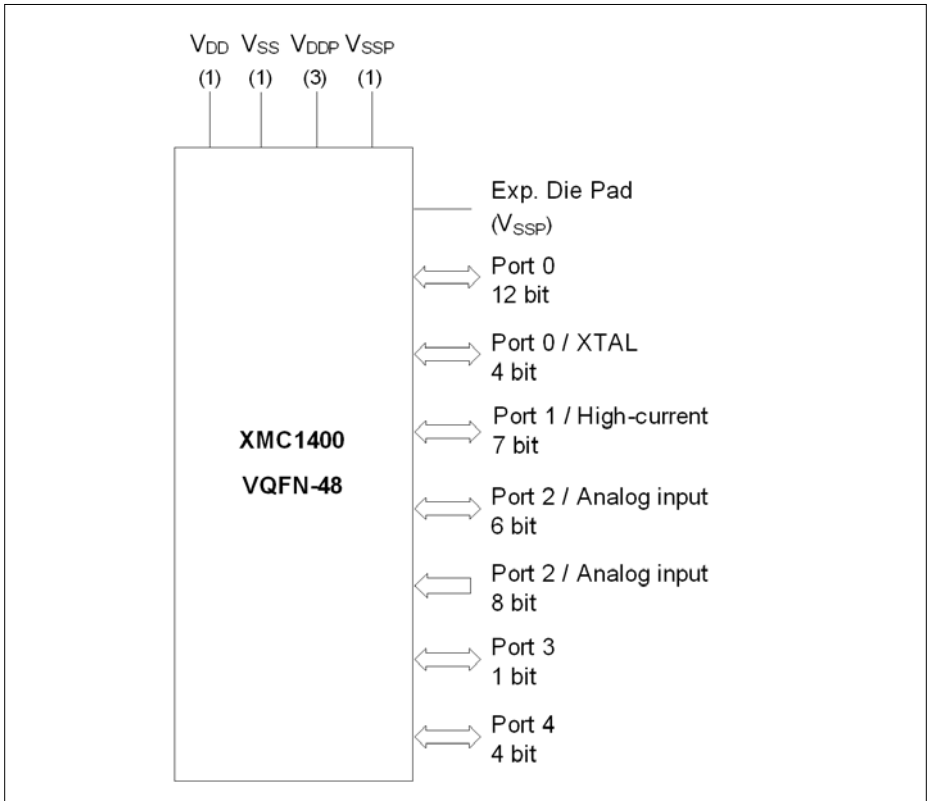 VDD VSS VDDP VSSP
(1) (1) (3) (1)
Exp. Die Pad
(VSSP)
Port 0
12 bit
Port 0 / XTAL
4 bit
Port 1 / High-current
7 bit
XMC1400
VQFN-48
Port 2 / Analog input
6 bit
Port 2 / Analog input
8 bit
Port 3
1 bit
Port 4
4 bit